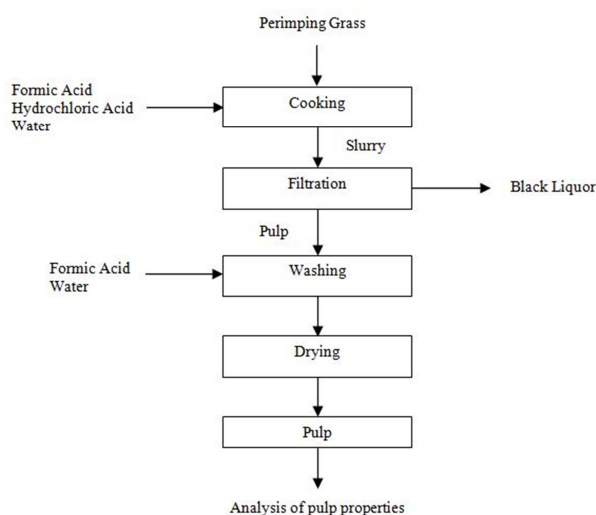 Perimping Grass
Formic Acid
Hydrochloric Acid
Water
Cooking
Slurry
Filtration
Black Liquor
Pulp
Formic Acid
Water
Washing
Drying
Pulp
Analysis of pulp properties